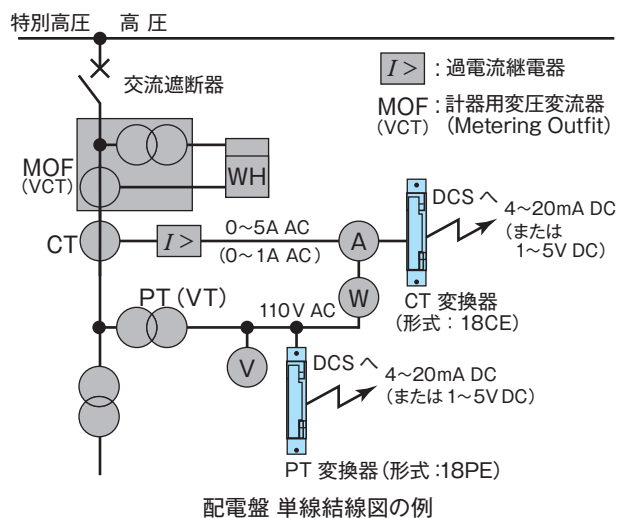 特別高圧 高 圧
交流遮断器
I> : 過電流継電器
MOF : 計器用変圧変流器
(VCT) (Metering Outfit)
MOF
(VCT)
WH
CT
I>
0〜5A AC
(0〜1A AC)
A
DCS へ
4〜20mA DC
(または
1〜5V DC)
W
CT 変換器
(形式：18CE)
PT (VT)
110V AC
V
DCS へ
4〜20mA DC
(または 1〜5V DC)
PT 変換器 (形式 :18PE)
配電盤 単線結線図の例